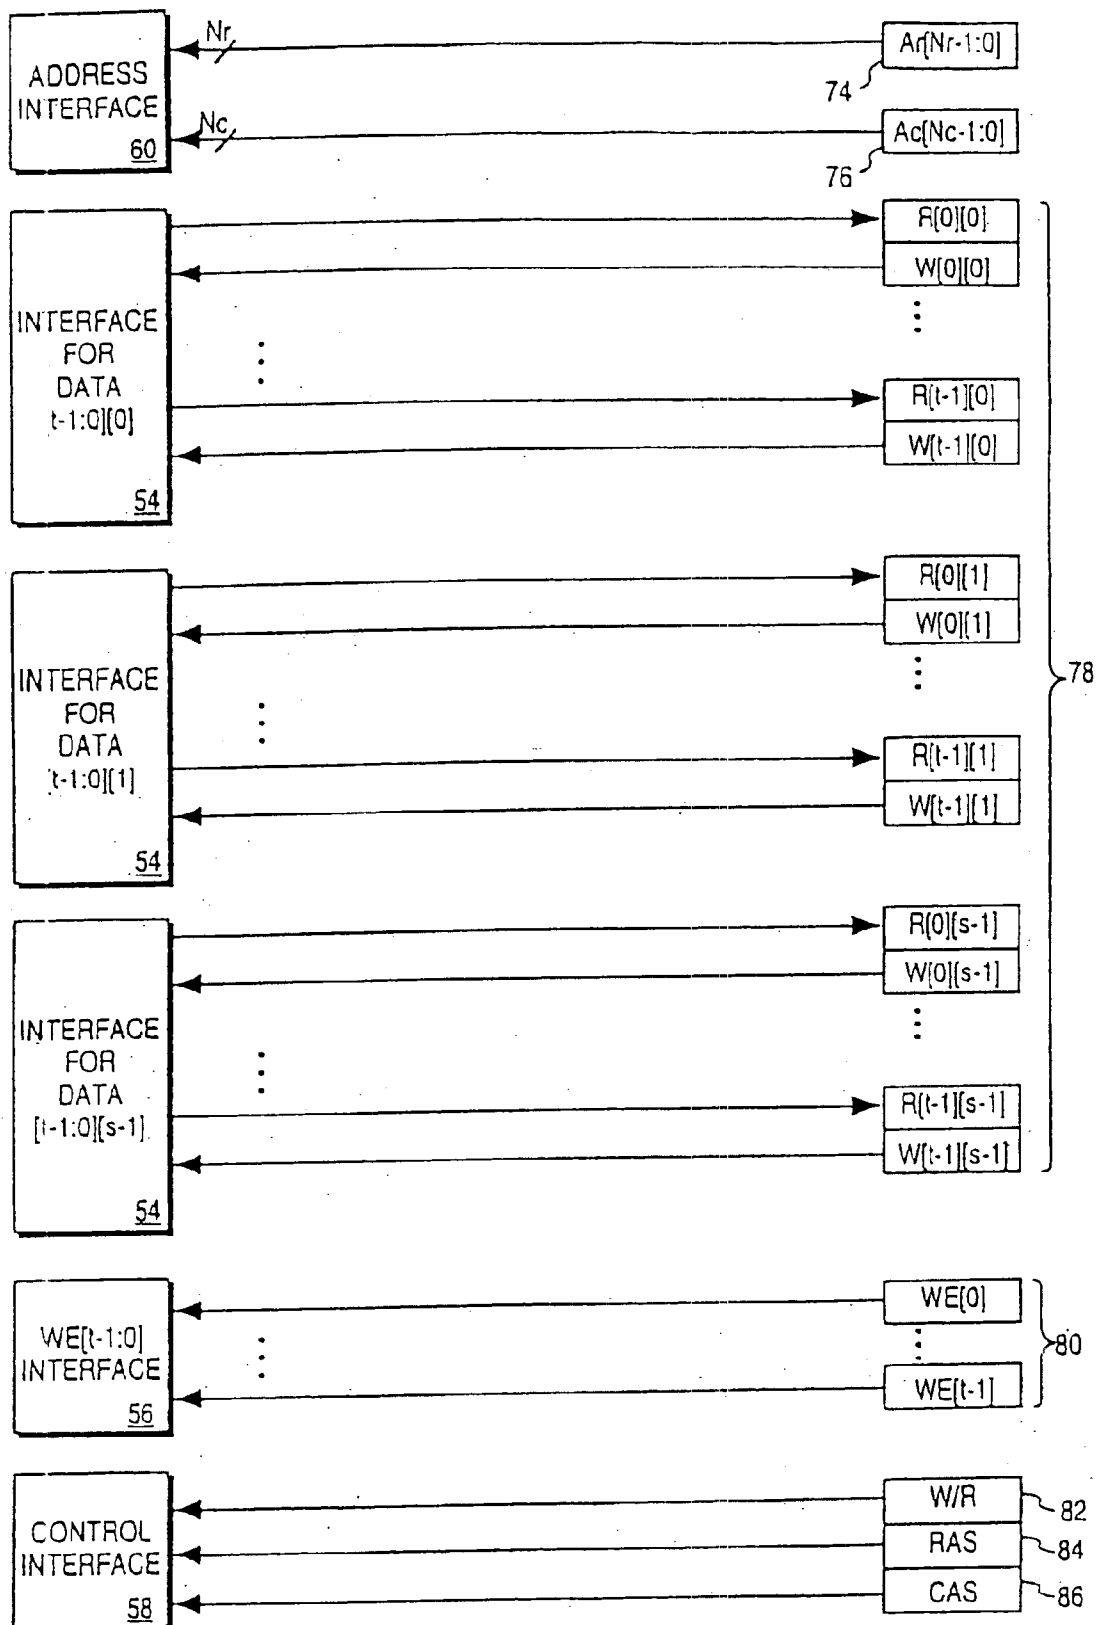 Nr
Ar[Nr-1:0]
ADDRESS
INTERFACE
60
74
Nc
Ac[Nc-1:0]
76
INTERFACE
FOR
DATA
t-1:0][0]
54
R[0][0]
W[0][0]
R[t-1][0]
W[t-1][0]
INTERFACE
FOR
DATA
[t-1:0][1]
54
R[0][1]
W[0][1]
R[t-1][1]
W[t-1][1]
78
INTERFACE
FOR
DATA
[t-1:0][s-1]
54
R[0][s-1]
W[0][s-1]
R[t-1][s-1]
W[t-1][s-1]
WE[t-1:0]
INTERFACE
56
WE[0]
WE[t-1]
80
CONTROL
INTERFACE
58
W/R
82
RAS
84
CAS
86